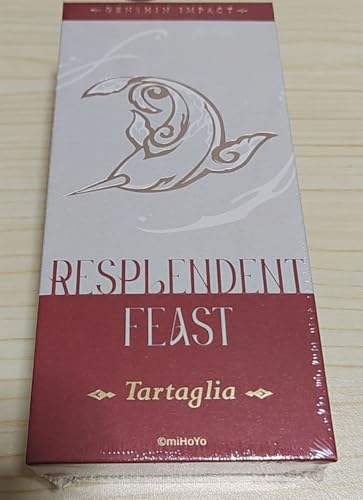 GENSHIN IMPACT
RESPLENDENT
FEAST
Tartaglia
©miHoYo